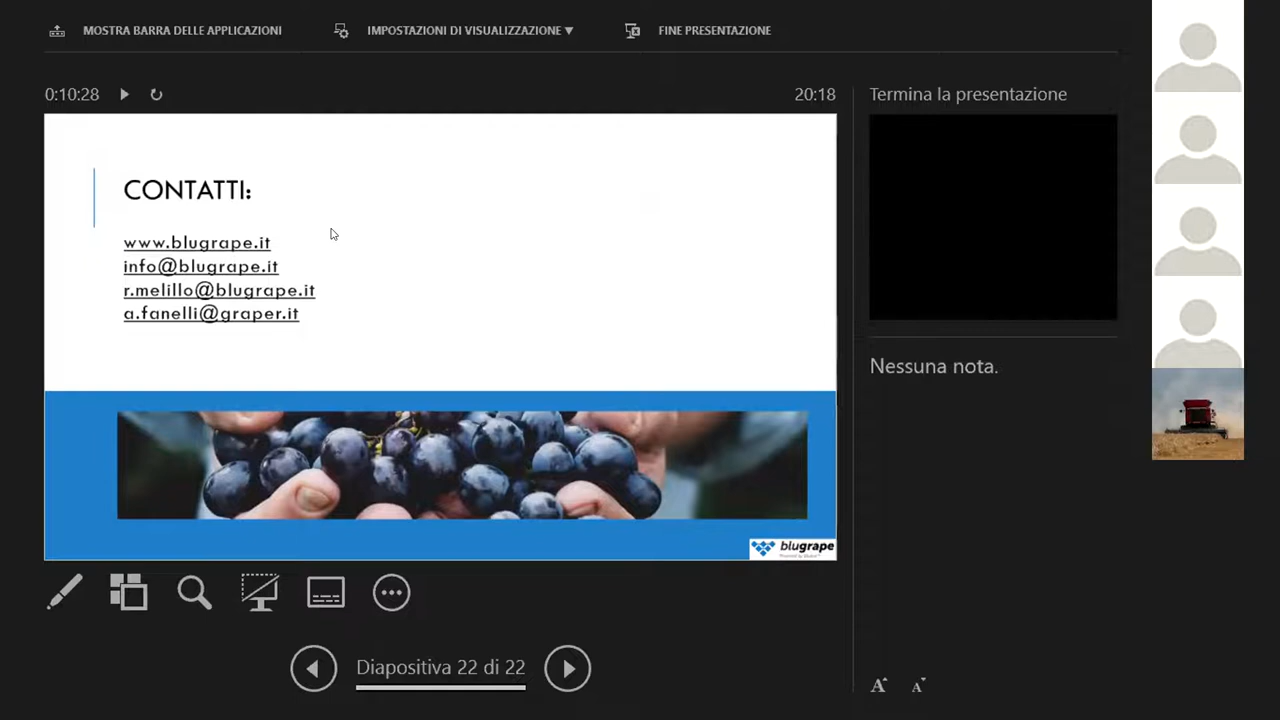 MOSTRA BARRA DELLE APPLICAZIONI
IMPOSTAZIONI DI VISUALIZZAZIONE ▼
FINE PRESENTAZIONE
0:10:28
20:18
Termina la presentazione
CONTATTI:
www.blugrape.it
info@blugrape.it
r.melillo@blugrape.it
a.fanelli@graper.it
Nessuna nota.
blugrape
Diapositiva 22 di 22
A
A